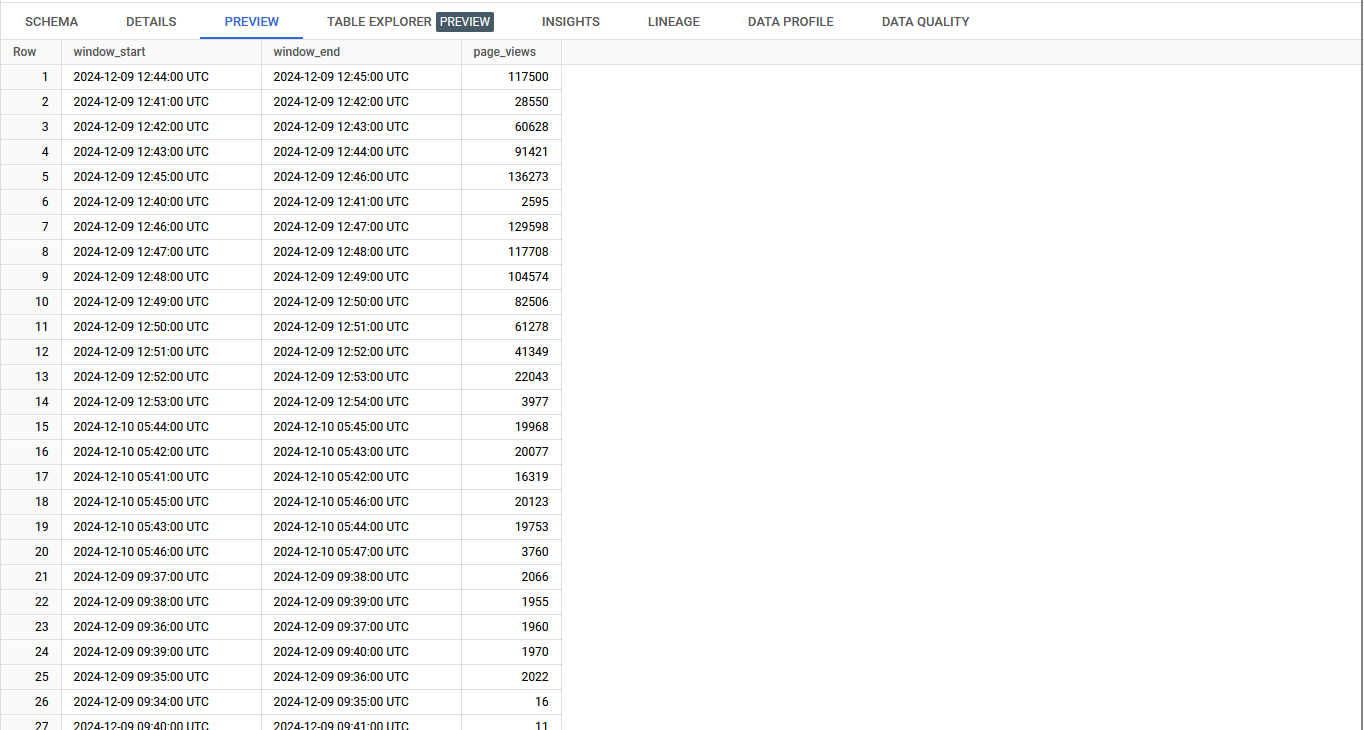 SCHEMA DETAILS PREVIEW TABLE EXPLORER PREVIEW INSIGHTS LINEAGE DATA PROFILE DATA QUALITY
Row window_start window_end page_views
1 2024-12-09 12:44:00 UTC 2024-12-09 12:45:00 UTC 117500
2 2024-12-09 12:41:00 UTC 2024-12-09 12:42:00 UTC 28550
3 2024-12-09 12:42:00 UTC 2024-12-09 12:43:00 UTC 60628
4 2024-12-09 12:43:00 UTC 2024-12-09 12:44:00 UTC 91421
5 2024-12-09 12:45:00 UTC 2024-12-09 12:46:00 UTC 136273
6 2024-12-09 12:40:00 UTC 2024-12-09 12:41:00 UTC 2595
7 2024-12-09 12:46:00 UTC 2024-12-09 12:47:00 UTC 129598
8 2024-12-09 12:47:00 UTC 2024-12-09 12:48:00 UTC 117708
9 2024-12-09 12:48:00 UTC 2024-12-09 12:49:00 UTC 104574
10 2024-12-09 12:49:00 UTC 2024-12-09 12:50:00 UTC 82506
11 2024-12-09 12:50:00 UTC 2024-12-09 12:51:00 UTC 61278
12 2024-12-09 12:51:00 UTC 2024-12-09 12:52:00 UTC 41349
13 2024-12-09 12:52:00 UTC 2024-12-09 12:53:00 UTC 22043
14 2024-12-09 12:53:00 UTC 2024-12-09 12:54:00 UTC 3977
15 2024-12-10 05:44:00 UTC 2024-12-10 05:45:00 UTC 19968
16 2024-12-10 05:42:00 UTC 2024-12-10 05:43:00 UTC 20077
17 2024-12-10 05:41:00 UTC 2024-12-10 05:42:00 UTC 16319
18 2024-12-10 05:45:00 UTC 2024-12-10 05:46:00 UTC 20123
19 2024-12-10 05:43:00 UTC 2024-12-10 05:44:00 UTC 19753
20 2024-12-10 05:46:00 UTC 2024-12-10 05:47:00 UTC 3760
21 2024-12-09 09:37:00 UTC 2024-12-09 09:38:00 UTC 2066
22 2024-12-09 09:38:00 UTC 2024-12-09 09:39:00 UTC 1955
23 2024-12-09 09:36:00 UTC 2024-12-09 09:37:00 UTC 1960
24 2024-12-09 09:39:00 UTC 2024-12-09 09:40:00 UTC 1970
25 2024-12-09 09:35:00 UTC 2024-12-09 09:36:00 UTC 2022
26 2024-12-09 09:34:00 UTC 2024-12-09 09:35:00 UTC 16
27 2024-12-09 09:40:00 UTC 2024-12-09 09:41:00 UTC 11